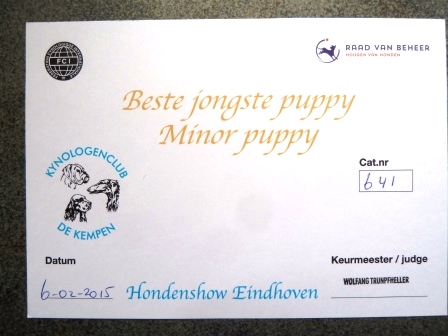 FCI
RAAD VAN BEHEER
HOUDEN VAN HONDEN
Beste jongste puppy
Minor puppy
KYNOLOGENCLUB
DE KEMPEN
Cat.nr
641
Datum
Keurmeester / judge
6-02-2015
Hondenshow Eindhoven
WOLFANG TRUNPFHELLER